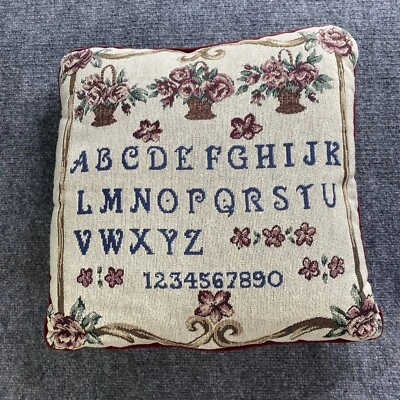 ABCDEFGHIJK
LMNOPQRSTU
VWXYZ
1234567890